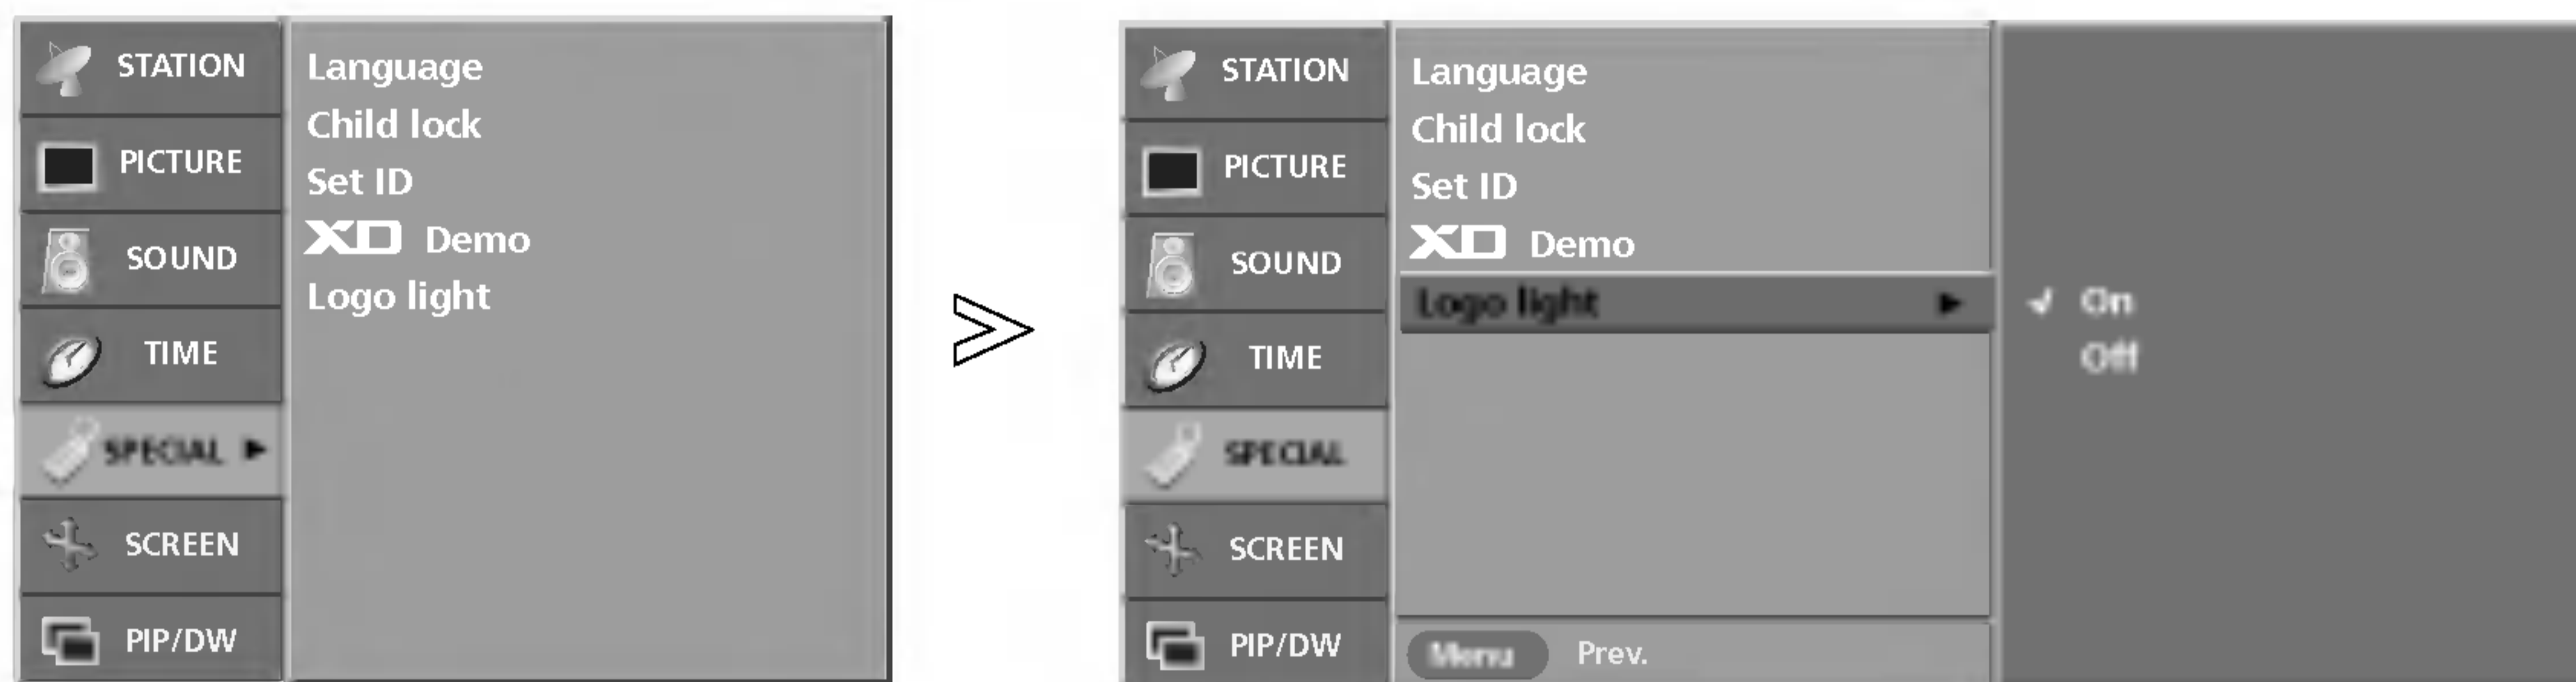 STATION
PICTURE
SOUND
TIME
SPECIAL
SCREEN
PIP/DW
Language
Child lock
Set ID
XD Demo
Logo light
STATION
PICTURE
SOUND
TIME
SPECIAL
SCREEN
PIP/DW
Language
Child lock
Set ID
XD Demo
Logo light
Menu Prev.
On
Off